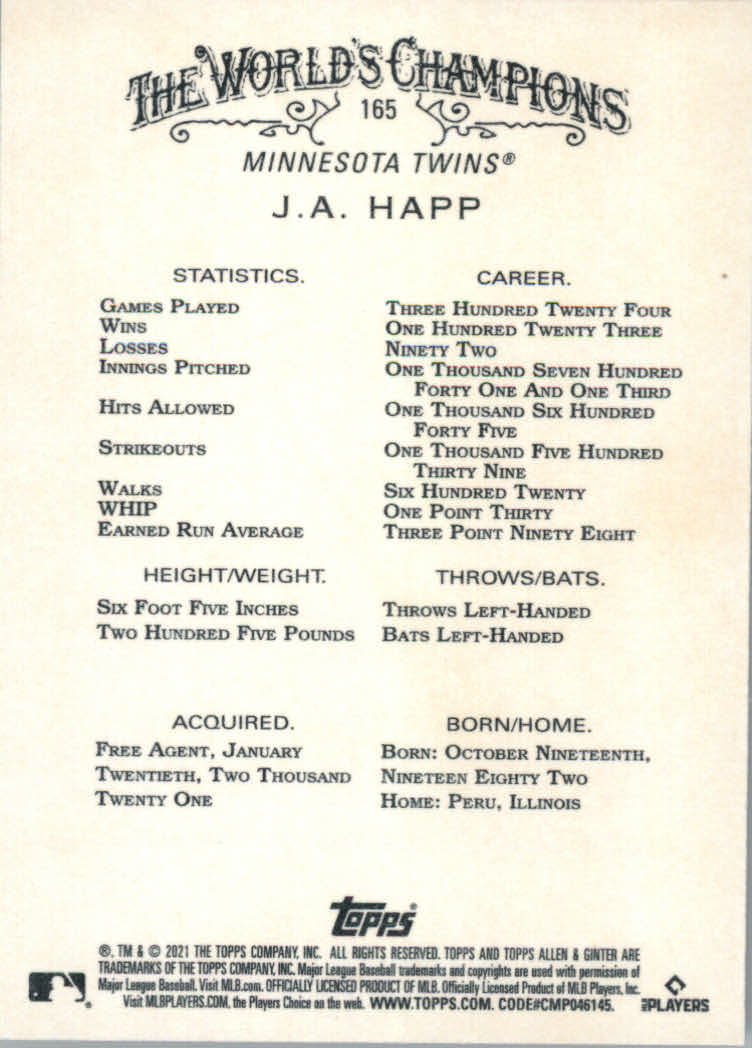 THE WORLD'S CHAMPIONS
165
MINNESOTA TWINS®
J.A. HAPP
STATISTICS. CAREER.
GAMES PLAYED THREE HUNDRED TWENTY FOUR
WINS ONE HUNDRED TWENTY THREE
LOSSES NINETY TWO
INNINGS PITCHED ONE THOUSAND SEVEN HUNDRED
FORTY ONE AND ONE THIRD
HITS ALLOWED ONE THOUSAND SIX HUNDRED
FORTY FIVE
STRIKEOUTS ONE THOUSAND FIVE HUNDRED
THIRTY NINE
WALKS SIX HUNDRED TWENTY
WHIP ONE POINT THIRTY
EARNED RUN AVERAGE THREE POINT NINETY EIGHT
HEIGHT/WEIGHT.
SIX FOOT FIVE INCHES
TWO HUNDRED FIVE POUNDS
THROWS/BATS.
THROWS LEFT-HANDED
BATS LEFT-HANDED
ACQUIRED.
FREE AGENT, JANUARY
TWENTIETH, TWO THOUSAND
TWENTY ONE
BORN/HOME.
BORN: OCTOBER NINETEENTH,
NINETEEN EIGHTY TWO
HOME: PERU, ILLINOIS
Topps®
®, TM & © 2021 THE TOPPS COMPANY, INC. ALL RIGHTS RESERVED. TOPPS AND TOPPS ALLEN & GINTER ARE
TRADEMARKS OF THE TOPPS COMPANY, INC. Major League Baseball trademarks and copyrights are used with permission of
Major League Baseball. Visit MLB.com. OFFICIALLY LICENSED PRODUCT OF MLB. Officially Licensed Product of MLB Players, Inc.
Visit MLBPLAYERS.COM, the Players Choice on the web. WWW.TOPPS.COM. CODE#CMP046145.
MLB PLAYERS